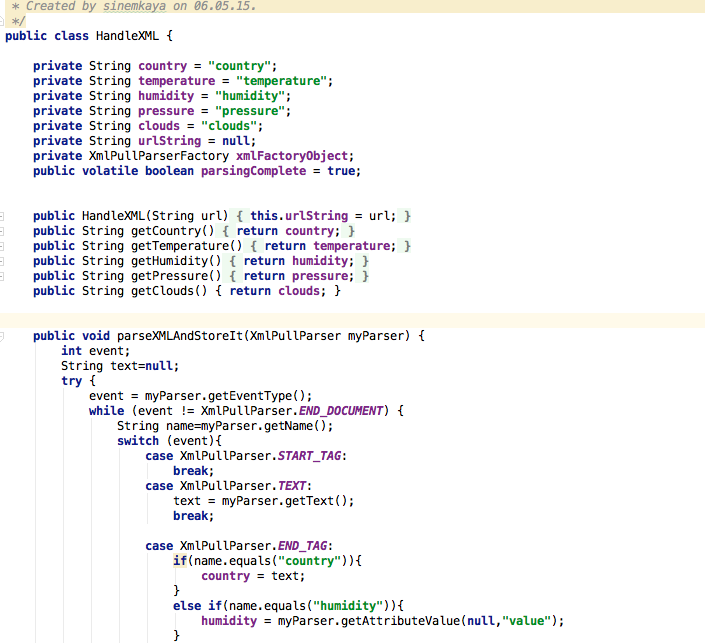 * Created by sinemkaya on 06.05.15.
*/
public class HandleXML {
private String country = "country";
private String temperature = "temperature";
private String humidity = "humidity";
private String pressure = "pressure";
private String clouds = "clouds";
private String urlString = null;
private XmlPullParserFactory xmlFactoryObject;
public volatile boolean parsingComplete = true;
public HandleXML(String url) { this.urlString = url; }
public String getCountry() { return country; }
public String getTemperature() { return temperature; }
public String getHumidity() { return humidity; }
public String getPressure() { return pressure; }
public String getClouds() { return clouds; }
public void parseXMLAndStoreIt(XmlPullParser myParser) {
int event;
String text=null;
try {
event = myParser.getEventType();
while (event != XmlPullParser.END_DOCUMENT) {
String name=myParser.getName();
switch (event){
case XmlPullParser.START_TAG:
break;
case XmlPullParser.TEXT:
text = myParser.getText();
break;
case XmlPullParser.END_TAG:
if(name.equals("country")){
country = text;
}
else if(name.equals("humidity")){
humidity = myParser.getAttributeValue(null,"value");
}